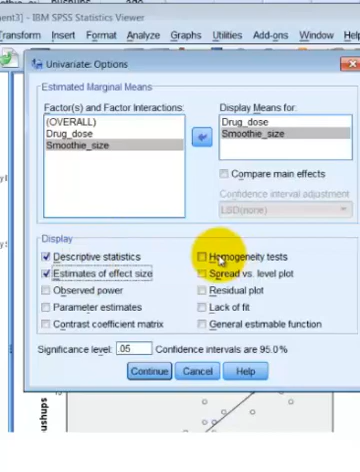 ment3] - IBM SPSS Statistics Viewer
Transform Insert Format Analyze Graphs Utilities Add-ons Window Help
Univariate: Options
Estimated Marginal Means
Factor(s) and Factor Interactions:
(OVERALL)
Drug_dose
Smoothie_size
Display Means for:
Drug_dose
Smoothie_size
Compare main effects
Confidence interval adjustment
LSD(none)
Display
Descriptive statistics
Homogeneity tests
Estimates of effect size
Spread vs. level plot
Observed power
Residual plot
Parameter estimates
Lack of fit
Contrast coefficient matrix
General estimable function
Significance level: .05 Confidence intervals are 95.0%
Continue Cancel Help
pushups